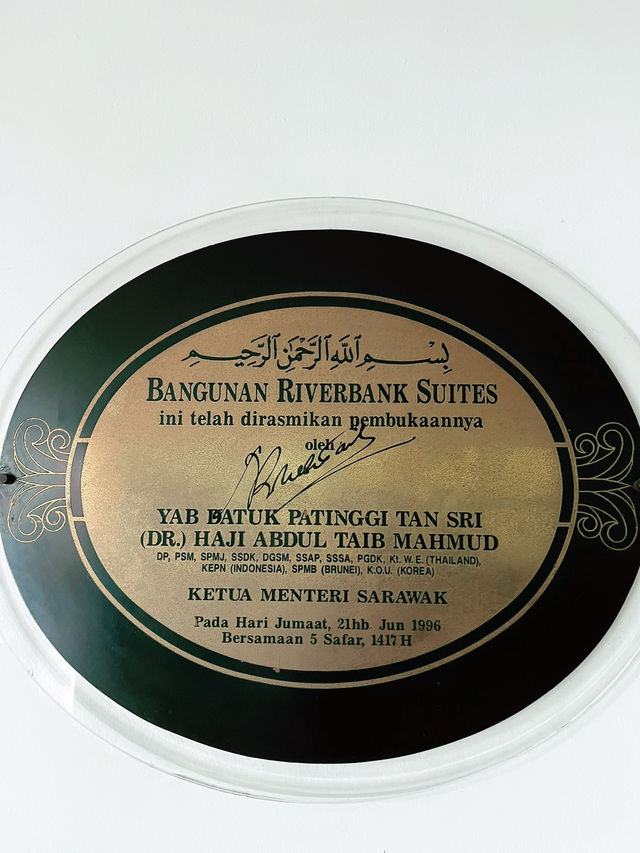 بِسْمِ اللَّهِ الرَّحْمَٰنِ الرَّحِيمِ
BANGUNAN RIVERBANK SUITES
ini telah dirasmikan pembukaannya
oleh
YAB DATUK PATINGGI TAN SRI
(DR.) HAJI ABDUL TAIB MAHMUD
DP, PSM, SPMJ, SSDK, DGSM, SSAP, SSSA, PGDK, Kt. W. E. (THAILAND),
KEPN (INDONESIA), SPMB (BRUNEI), K.O.U. (KOREA)
KETUA MENTERI SARAWAK
Pada Hari Jumaat, 21hb Jun 1996
Bersamaan 5 Safar, 1417 H